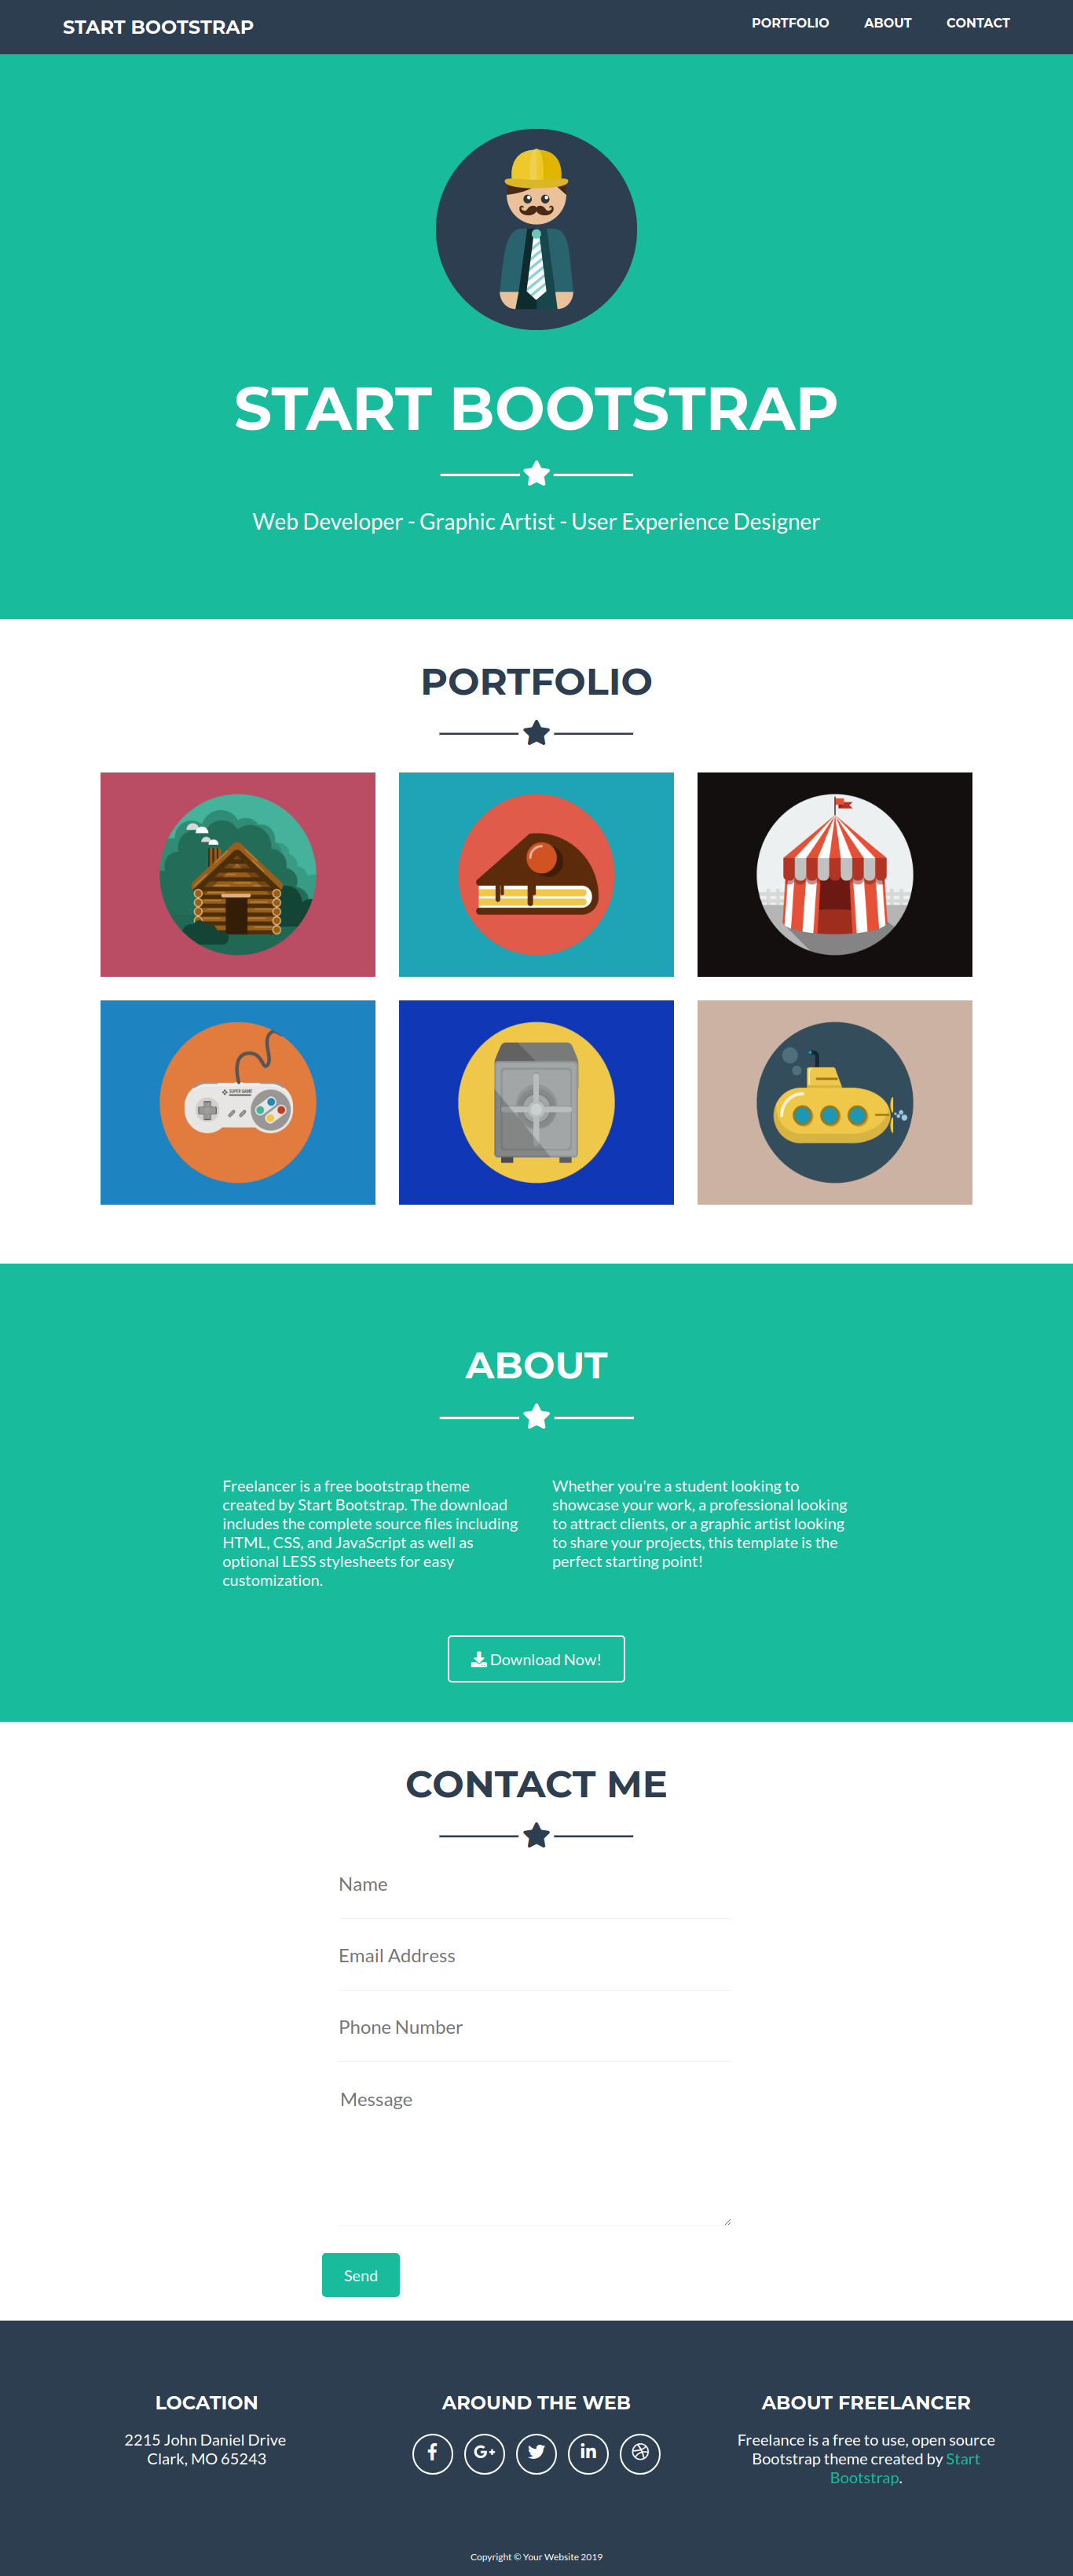 START BOOTSTRAP
PORTFOLIO ABOUT CONTACT
START BOOTSTRAP
Web Developer - Graphic Artist - User Experience Designer
PORTFOLIO
SUPER GAME
ABOUT
Freelancer is a free bootstrap theme
created by Start Bootstrap. The download
includes the complete source files including
HTML, CSS, and JavaScript as well as
optional LESS stylesheets for easy
customization.
Whether you're a student looking to
showcase your work, a professional looking
to attract clients, or a graphic artist looking
to share your projects, this template is the
perfect starting point!
Download Now!
CONTACT ME
Name
Email Address
Phone Number
Message
Send
LOCATION
2215 John Daniel Drive
Clark, MO 65243
AROUND THE WEB
ABOUT FREELANCER
Freelance is a free to use, open source
Bootstrap theme created by Start
Bootstrap.
Copyright © Your Website 2019